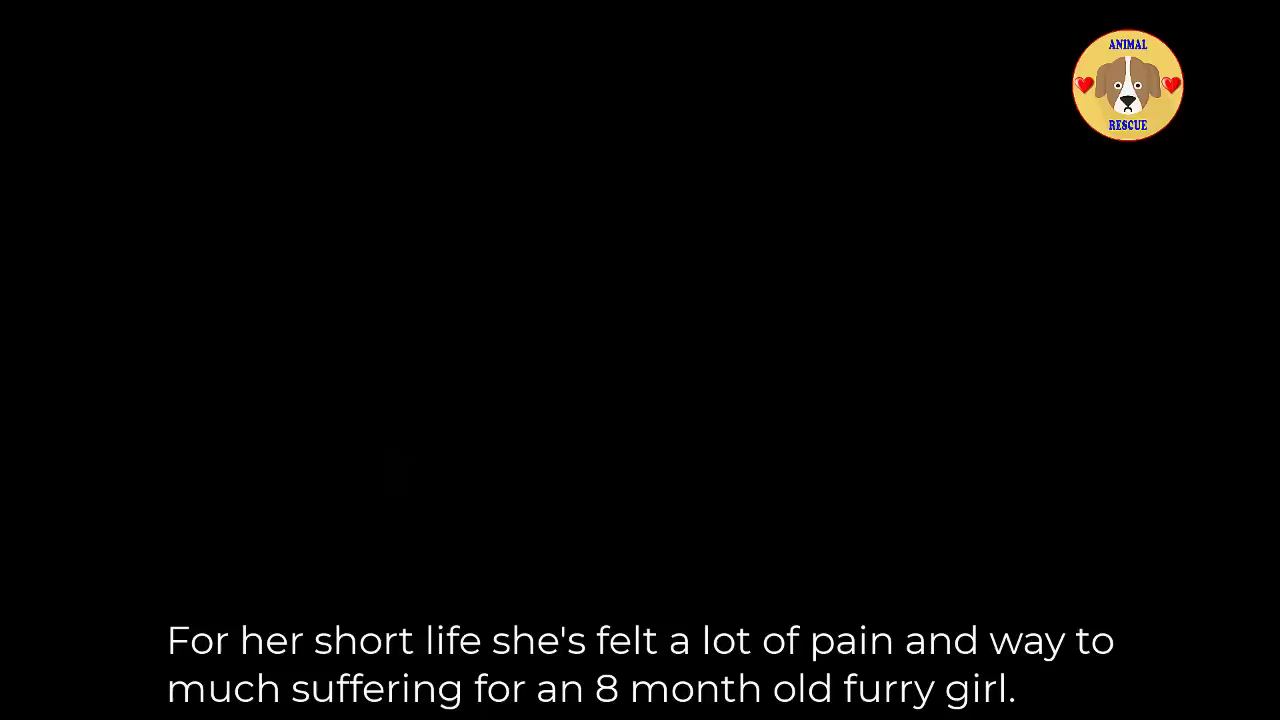 ANIMAL
RESCUE
For her short life she's felt a lot of pain and way to
much suffering for an 8 month old furry girl.